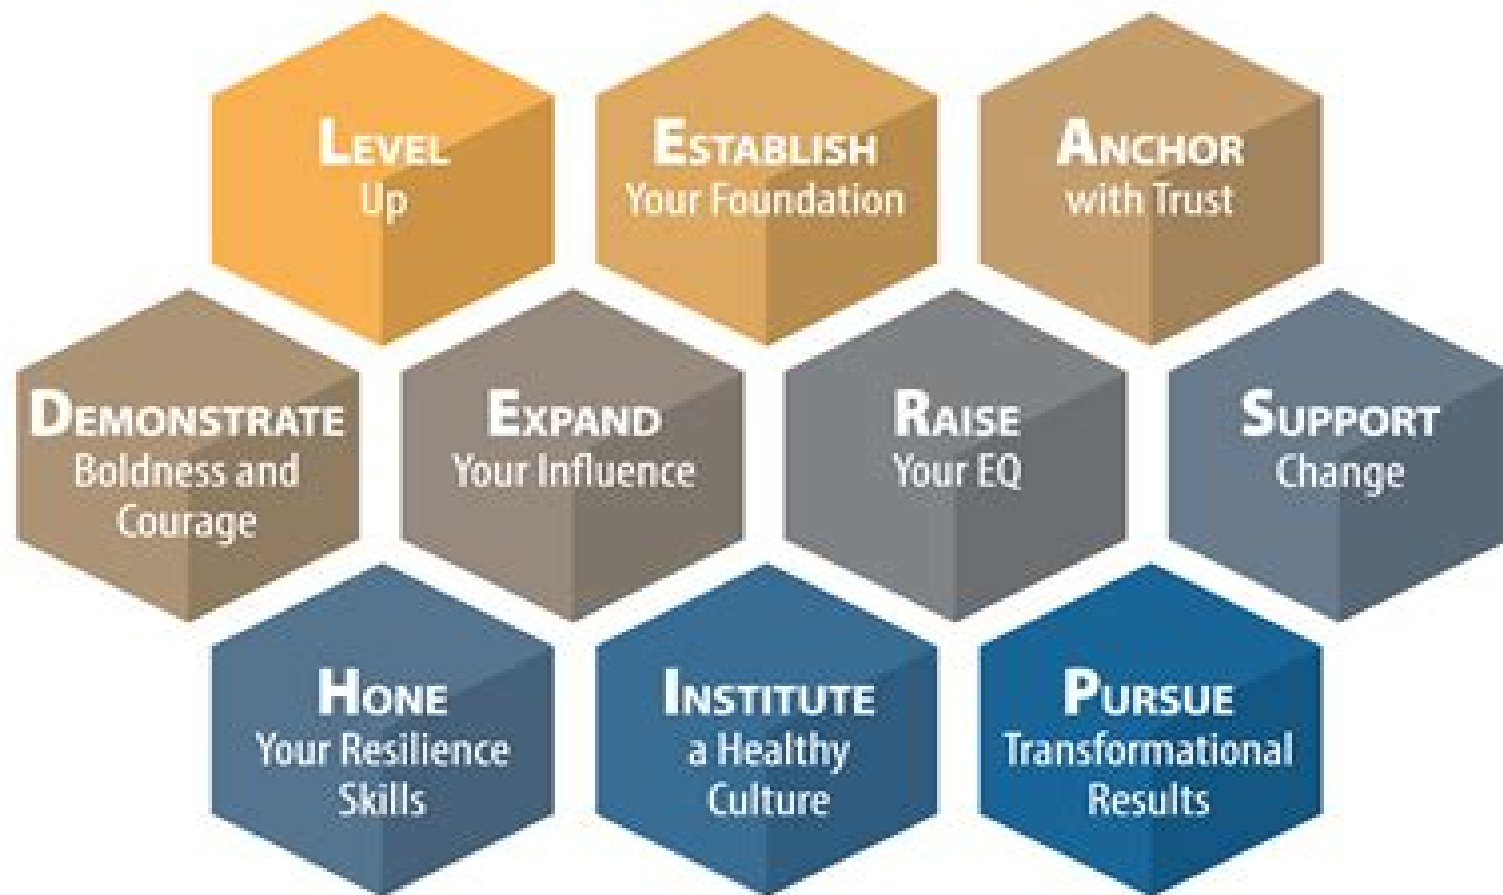 LEVEL
Up
ESTABLISH
Your Foundation
ANCHOR
with Trust
DEMONSTRATE
Boldness and
Courage
EXPAND
Your Influence
RAISE
Your EQ
SUPPORT
Change
HONE
Your Resilience
Skills
INSTITUTE
a Healthy
Culture
PURSUE
Transformational
Results